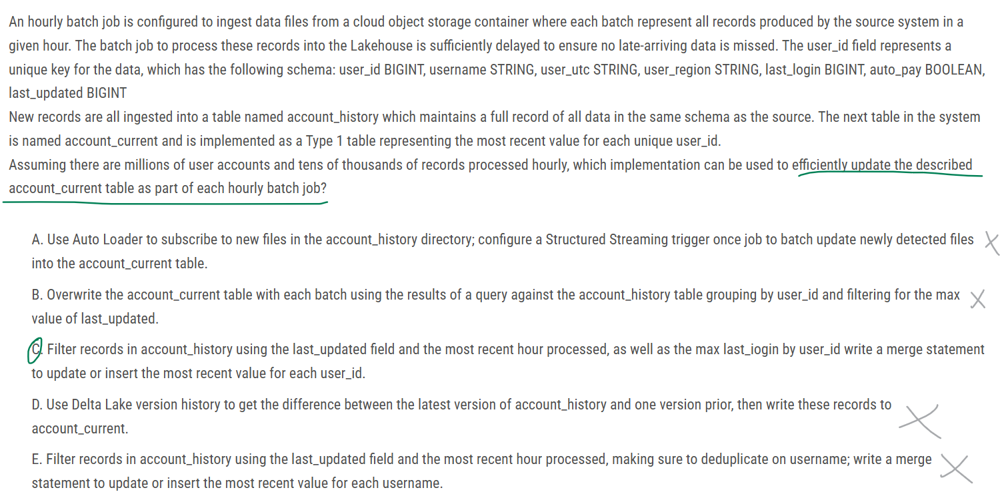 An hourly batch job is configured to ingest data files from a cloud object storage container where each batch represent all records produced by the source system in a
given hour. The batch job to process these records into the Lakehouse is sufficiently delayed to ensure no late-arriving data is missed. The user_id field represents a
unique key for the data, which has the following schema: user_id BIGINT, username STRING, user_utc STRING, user_region STRING, last_login BIGINT, auto_pay BOOLEAN,
last_updated BIGINT
New records are all ingested into a table named account_history which maintains a full record of all data in the same schema as the source. The next table in the system
is named account_current and is implemented as a Type 1 table representing the most recent value for each unique user_id.
Assuming there are millions of user accounts and tens of thousands of records processed hourly, which implementation can be used to efficiently update the described
account_current table as part of each hourly batch job?
A. Use Auto Loader to subscribe to new files in the account_history directory; configure a Structured Streaming trigger once job to batch update newly detected files
into the account_current table.
B. Overwrite the account_current table with each batch using the results of a query against the account_history table grouping by user_id and filtering for the max
value of last_updated.
C. Filter records in account_history using the last_updated field and the most recent hour processed, as well as the max last_iogin by user_id write a merge statement
to update or insert the most recent value for each user_id.
D. Use Delta Lake version history to get the difference between the latest version of account_history and one version prior, then write these records to
account_current.
E. Filter records in account_history using the last_updated field and the most recent hour processed, making sure to deduplicate on username; write a merge
statement to update or insert the most recent value for each username.